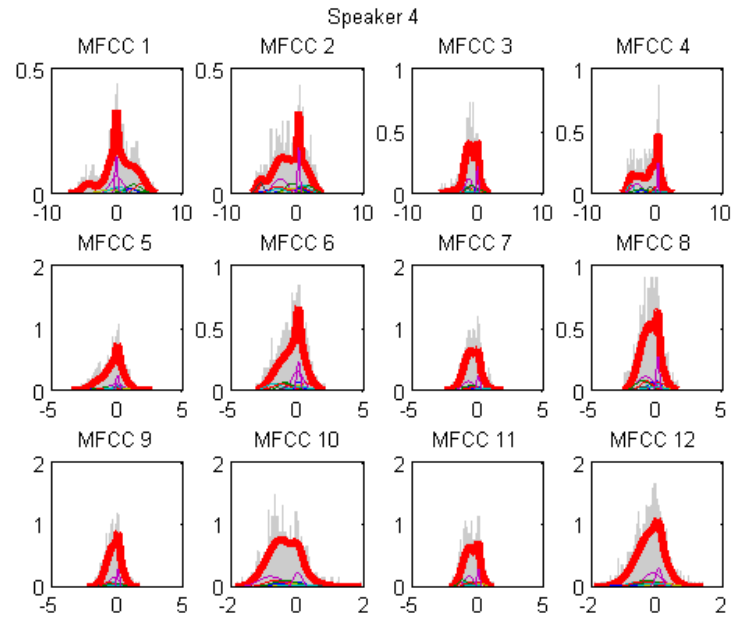 Speaker 4
MFCC 1 MFCC 2 MFCC 3 MFCC 4
0.5 0.5 1 1
0.5 0.5
0 0 0 0
-10 0 10 -10 0 10 -10 0 10 -10 0 10
MFCC 5 MFCC 6 MFCC 7 MFCC 8
2 1 2 1
1 0.5 1 0.5
0 0 0 0
-5 0 5 -5 0 5 -5 0 5 -5 0 5
MFCC 9 MFCC 10 MFCC 11 MFCC 12
2 2 2 2
1 1 1 1
0 0 0 0
-5 0 5 -2 0 2 -5 0 5 -2 0 2